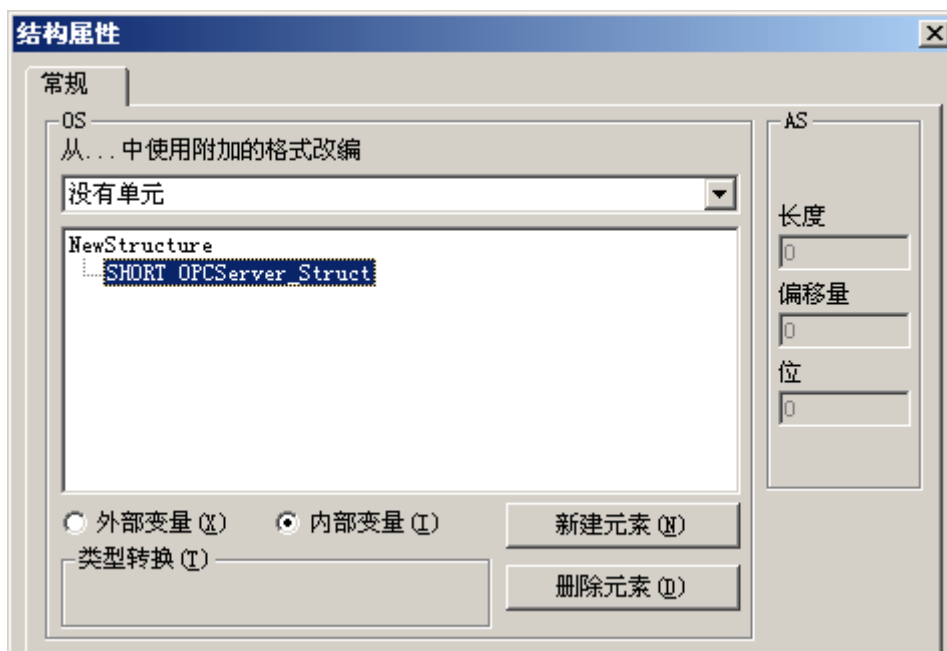 结构属性
常规
OS
从...中使用附加的格式改编
没有单元
NewStructure
SHORT OPCServer_Struct
外部变量(X)
内部变量(I)
新建元素(N)
类型转换(T)
删除元素(D)
AS
长度
0
偏移量
0
位
0